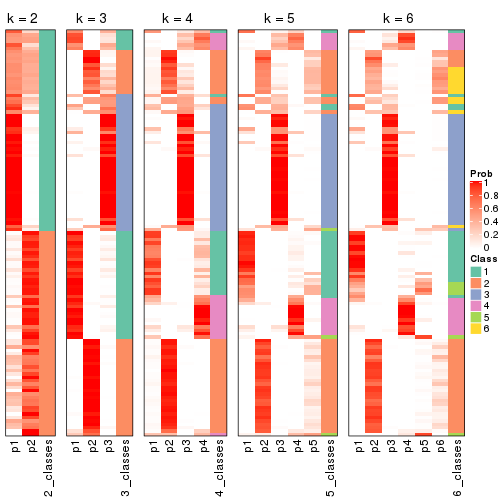 k = 2
k = 3
k = 4
k = 5
k = 6
Prob
1
0.8
0.6
0.4
0.2
0
Class
1
2
3
4
5
6
p1
p2
2_classes
p1
p2
p3
3_classes
p1
p2
p3
p4
4_classes
p1
p2
p3
p4
p5
5_classes
p1
p2
p3
p4
p5
p6
6_classes